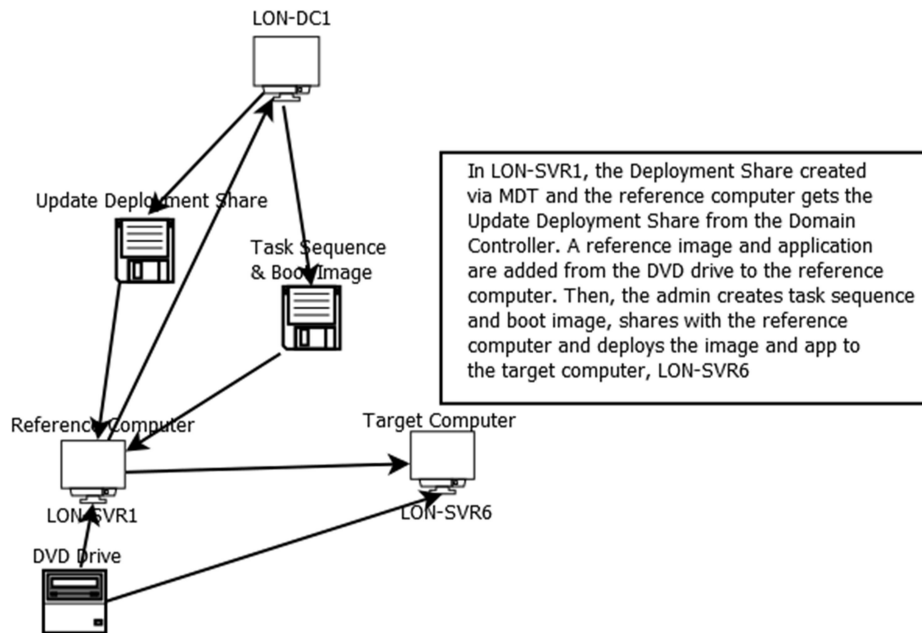 LON-DC1
Update Deployment Share
Task Sequence
& Boot Image
In LON-SVR1, the Deployment Share created
via MDT and the reference computer gets the
Update Deployment Share from the Domain
Controller. A reference image and application
are added from the DVD drive to the reference
computer. Then, the admin creates task sequence
and boot image, shares with the reference
computer and deploys the image and app to
the target computer, LON-SVR6
Reference Computer
Target Computer
LON-SVR1
LON-SVR6
DVD Drive